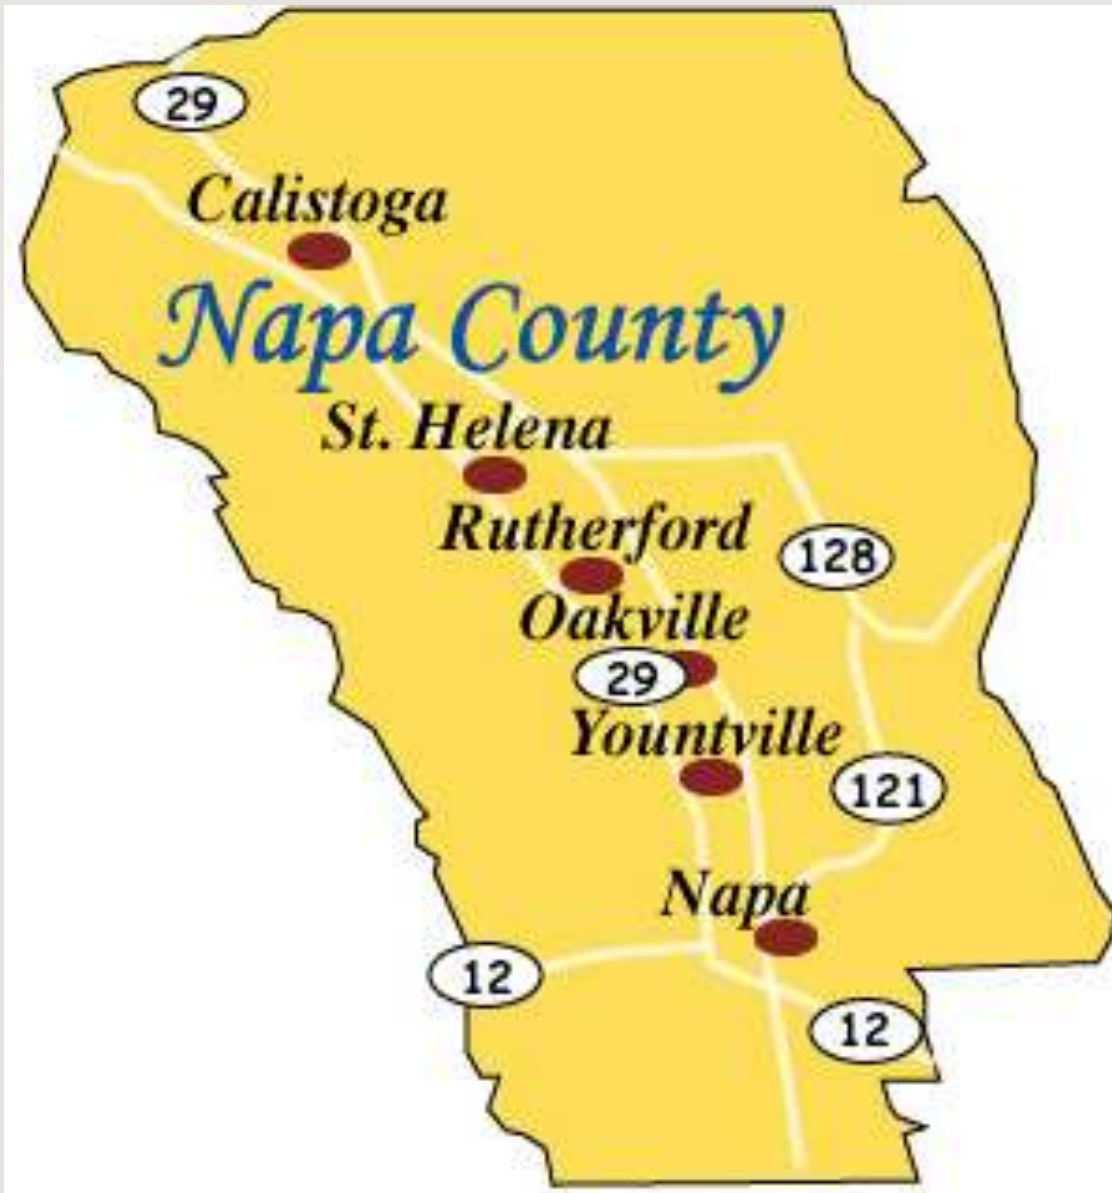 29
Calistoga
Napa County
St. Helena
Rutherford
128
Oakville
29
Yountville
121
Napa
12
12